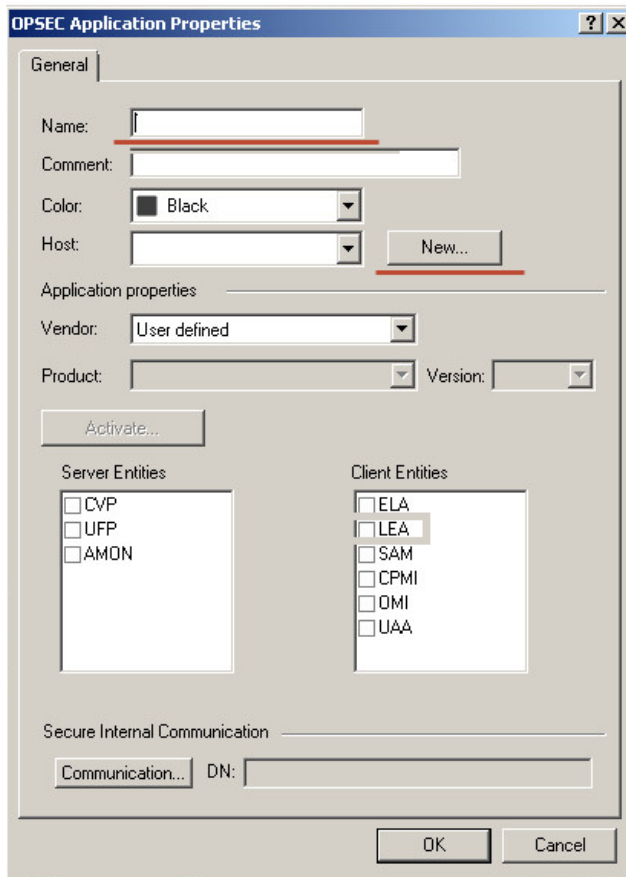 OPSEC Application Properties
General
Name:
Comment:
Color: Black
Host: New...
Application properties
Vendor: User defined
Product: Version:
Activate...
Server Entities Client Entities
CVP ELA
UFP LEA
AMON SAM
CPMI
OMI
UAA
Secure Internal Communication
Communication... DN:
OK Cancel